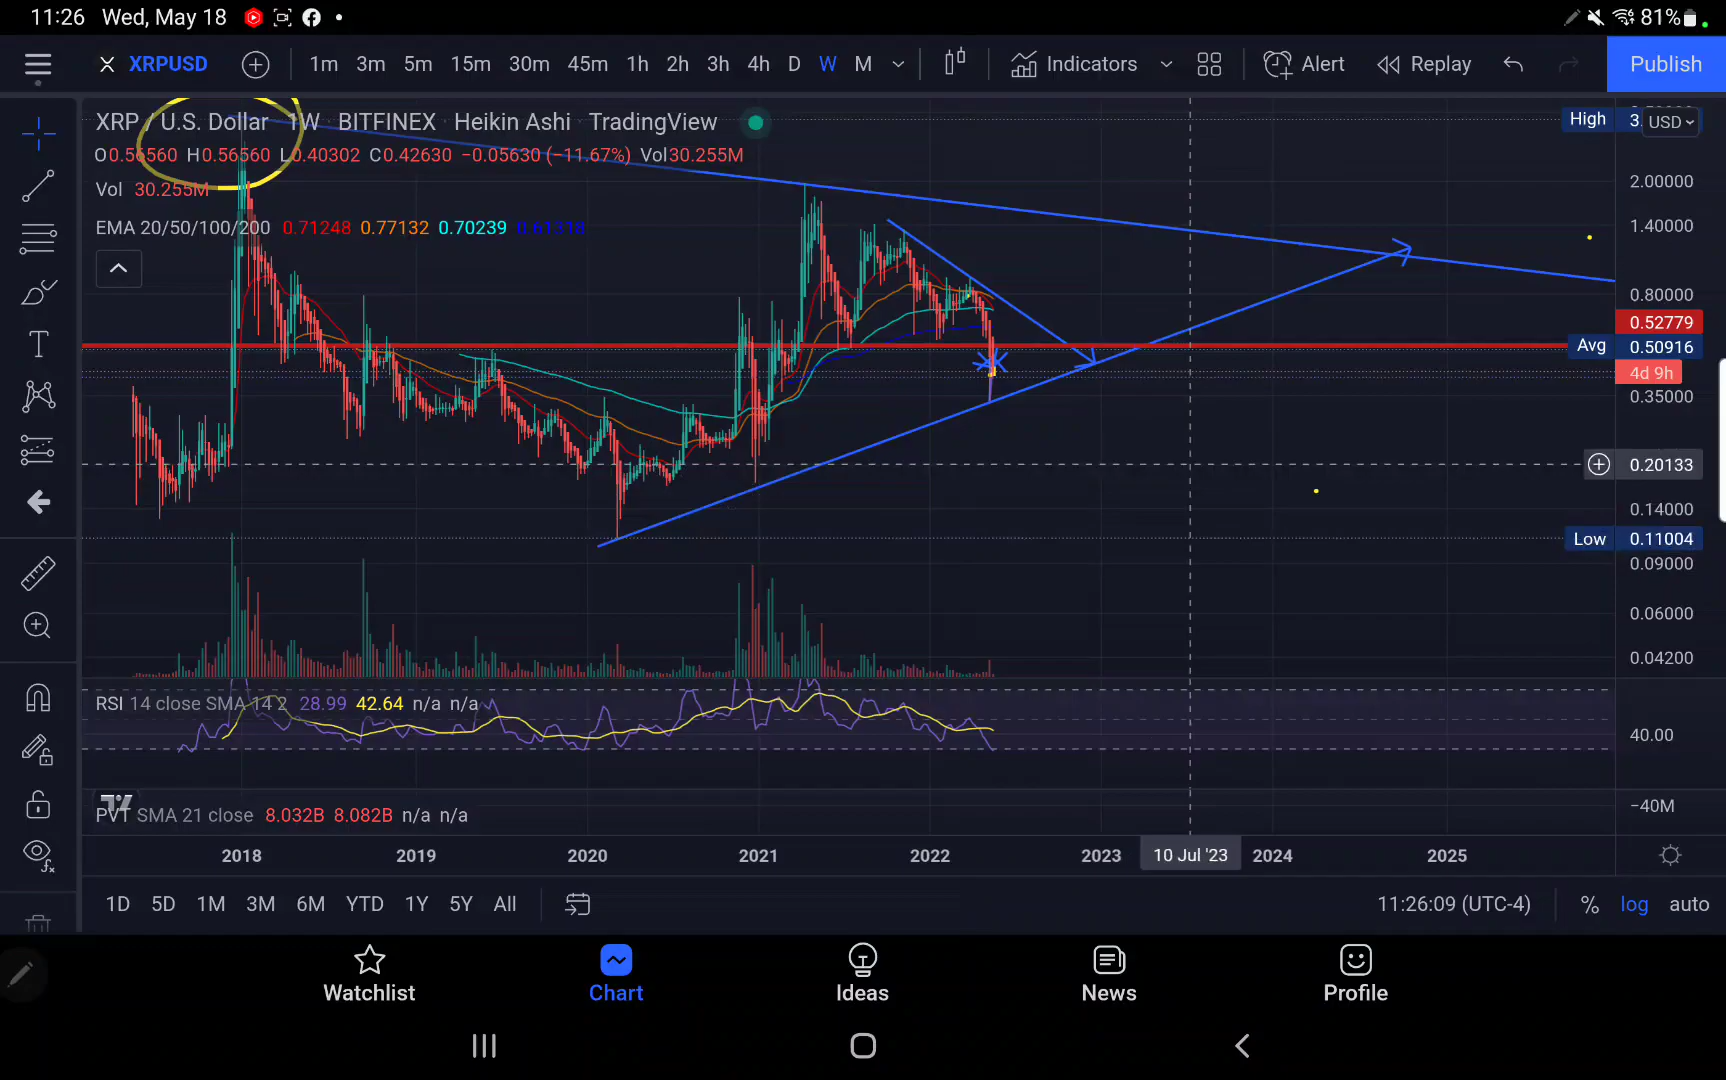 11:26 Wed, May 18 81%
XRPUSD 1m 3m 5m 15m 30m 45m 1h 2h 3h 4h D W M Indicators Alert Replay Publish
XRP / U.S. Dollar 1W BITFINEX Heikin Ashi TradingView
O0.56560 H0.56560 L0.40302 C0.42630 −0.05630 (−11.67%) Vol30.255M
Vol 30.255M
EMA 20/50/100/200 0.71248 0.77132 0.70239 0.61318
High 3. USD
2.00000
1.40000
0.80000
0.52779
Avg 0.50916
4d 9h
0.35000
0.20133
0.14000
Low 0.11004
0.09000
0.06000
0.04200
RSI 14 close SMA 14 2 28.99 42.64 n/a n/a
40.00
PVT SMA 21 close 8.032B 8.082B n/a n/a
−40M
2018 2019 2020 2021 2022 2023 10 Jul '23 2024 2025
1D 5D 1M 3M 6M YTD 1Y 5Y All 11:26:09 (UTC-4) % log auto
Watchlist Chart Ideas News Profile